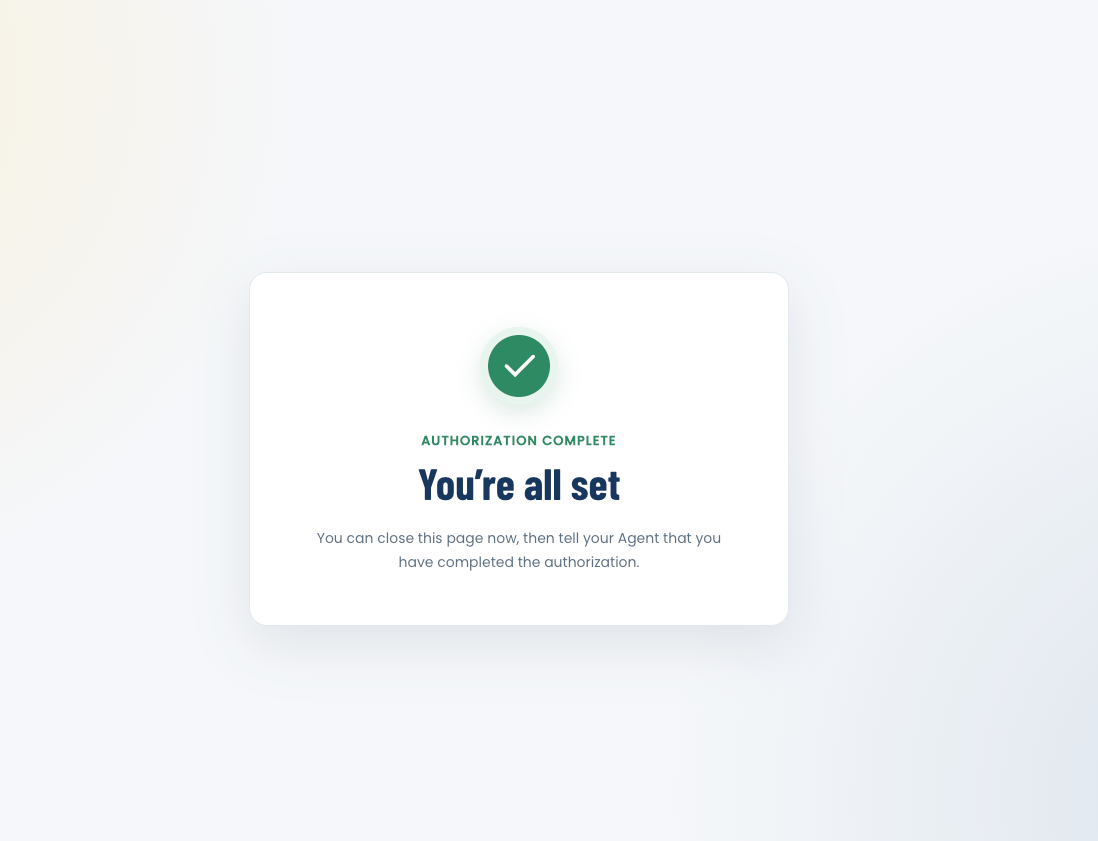 AUTHORIZATION COMPLETE
You’re all set
You can close this page now, then tell your Agent that you
have completed the authorization.